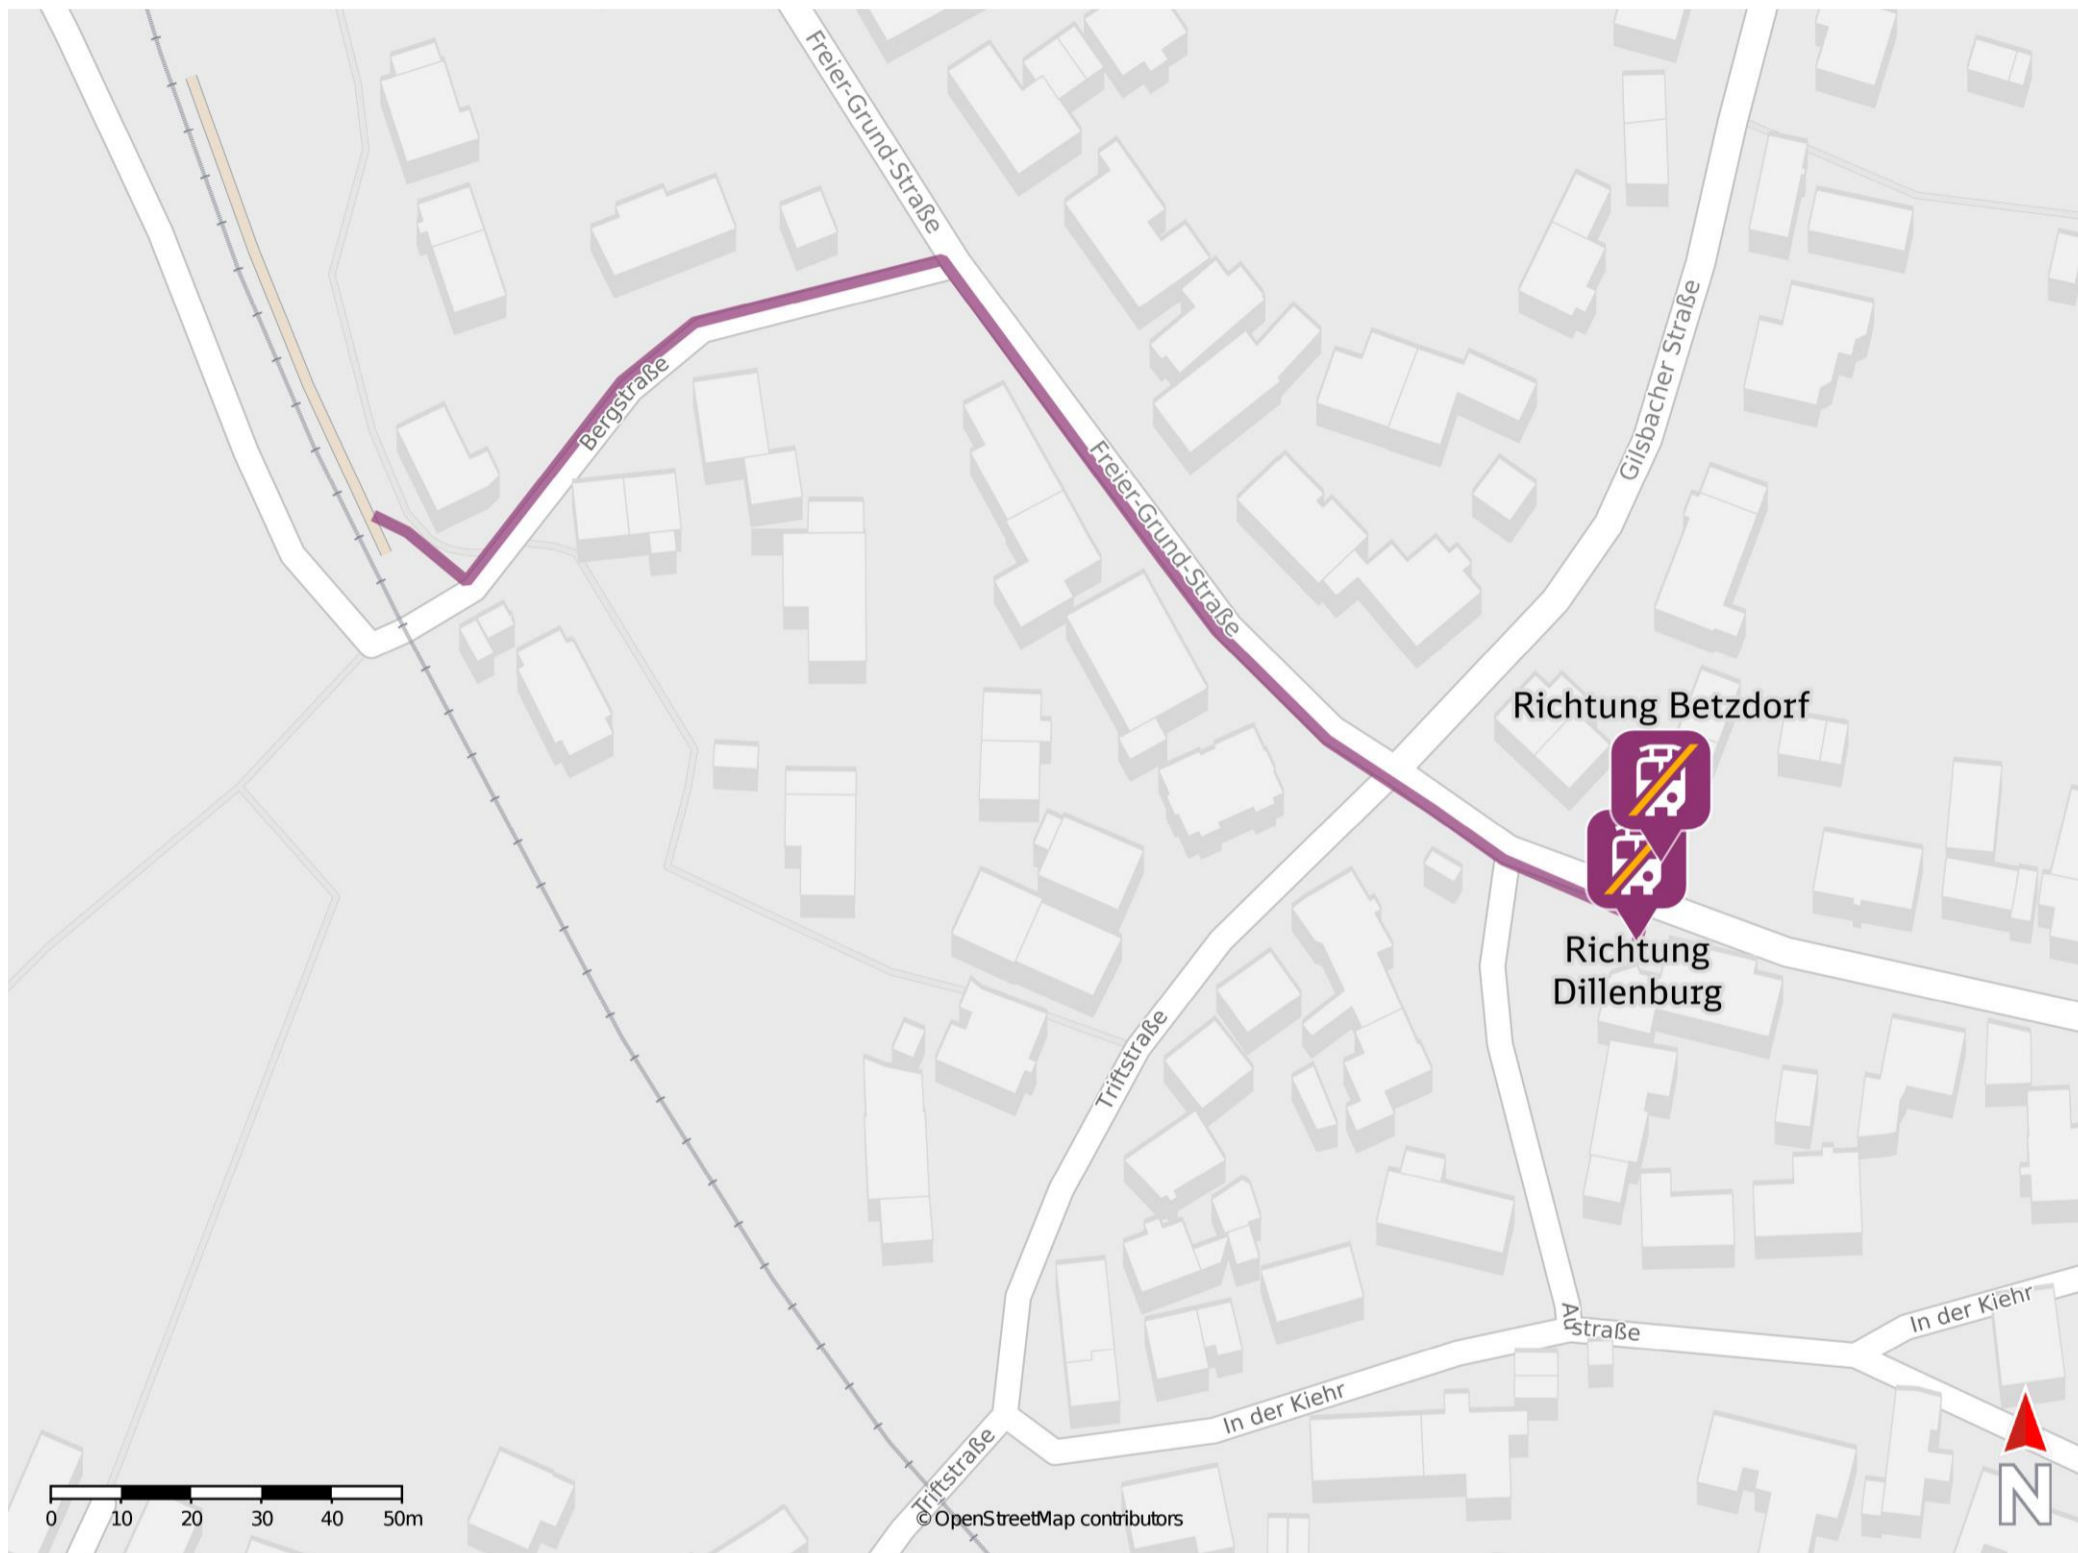 Freier-Grund-Straße
Gilsbacher Straße
Bergstraße
Freier-Grund-Straße
Richtung Betzdorf
Richtung
Dillenburg
Triftstraße
In der Kiehr
Austraße
In der Kiehr
Triftstraße
0 10 20 30 40 50m
© OpenStreetMap contributors
N